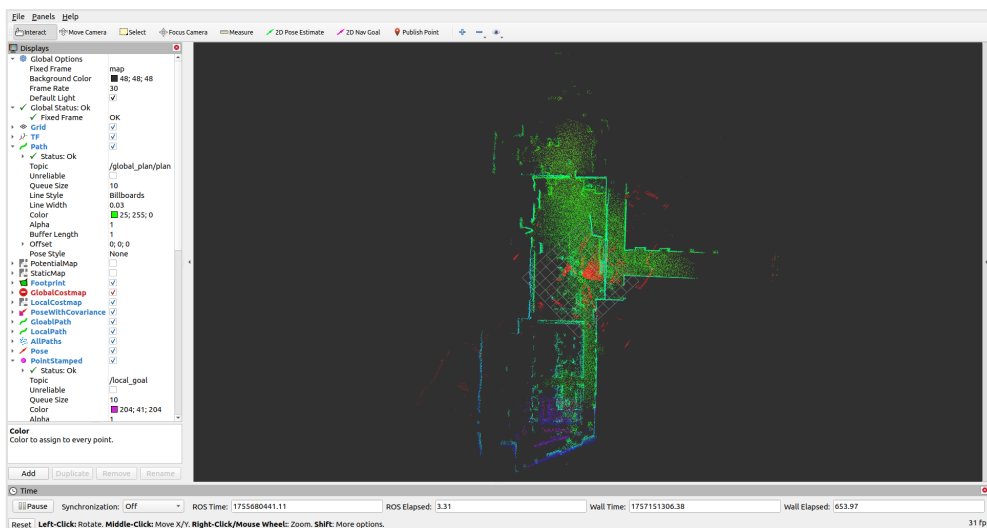 File Panels Help
Interact Move Camera Select Focus Camera Measure 2D Pose Estimate 2D Nav Goal Publish Point
Displays
Global Options
Fixed Frame map
Background Color 48; 48; 48
Frame Rate 30
Default Light ✓
Global Status: Ok
Fixed Frame OK
Grid
TF
Path
Status: Ok
Topic /global_plan/plan
Unreliable
Queue Size 10
Line Style Billboards
Line Width 0.03
Color 25; 255; 0
Alpha 1
Buffer Length 1
Offset 0; 0; 0
Pose Style None
PotentialMap
StaticMap
Footprint
GlobalCostmap
LocalCostmap
PoseWithCovariance
GloablPath
LocalPath
AllPaths
Pose
PointStamped
Status: Ok
Topic /local_goal
Unreliable
Queue Size 10
Color 204; 41; 204
Alpha 1
Color
Color to assign to every point.
Add Duplicate Remove Rename
Time
Pause Synchronization: Off ROS Time: 1755680441.11 ROS Elapsed: 3.31 Wall Time: 1757151306.38 Wall Elapsed: 653.97
Reset Left-Click: Rotate. Middle-Click: Move X/Y. Right-Click/Mouse Wheel: Zoom. Shift: More options. 31 fp